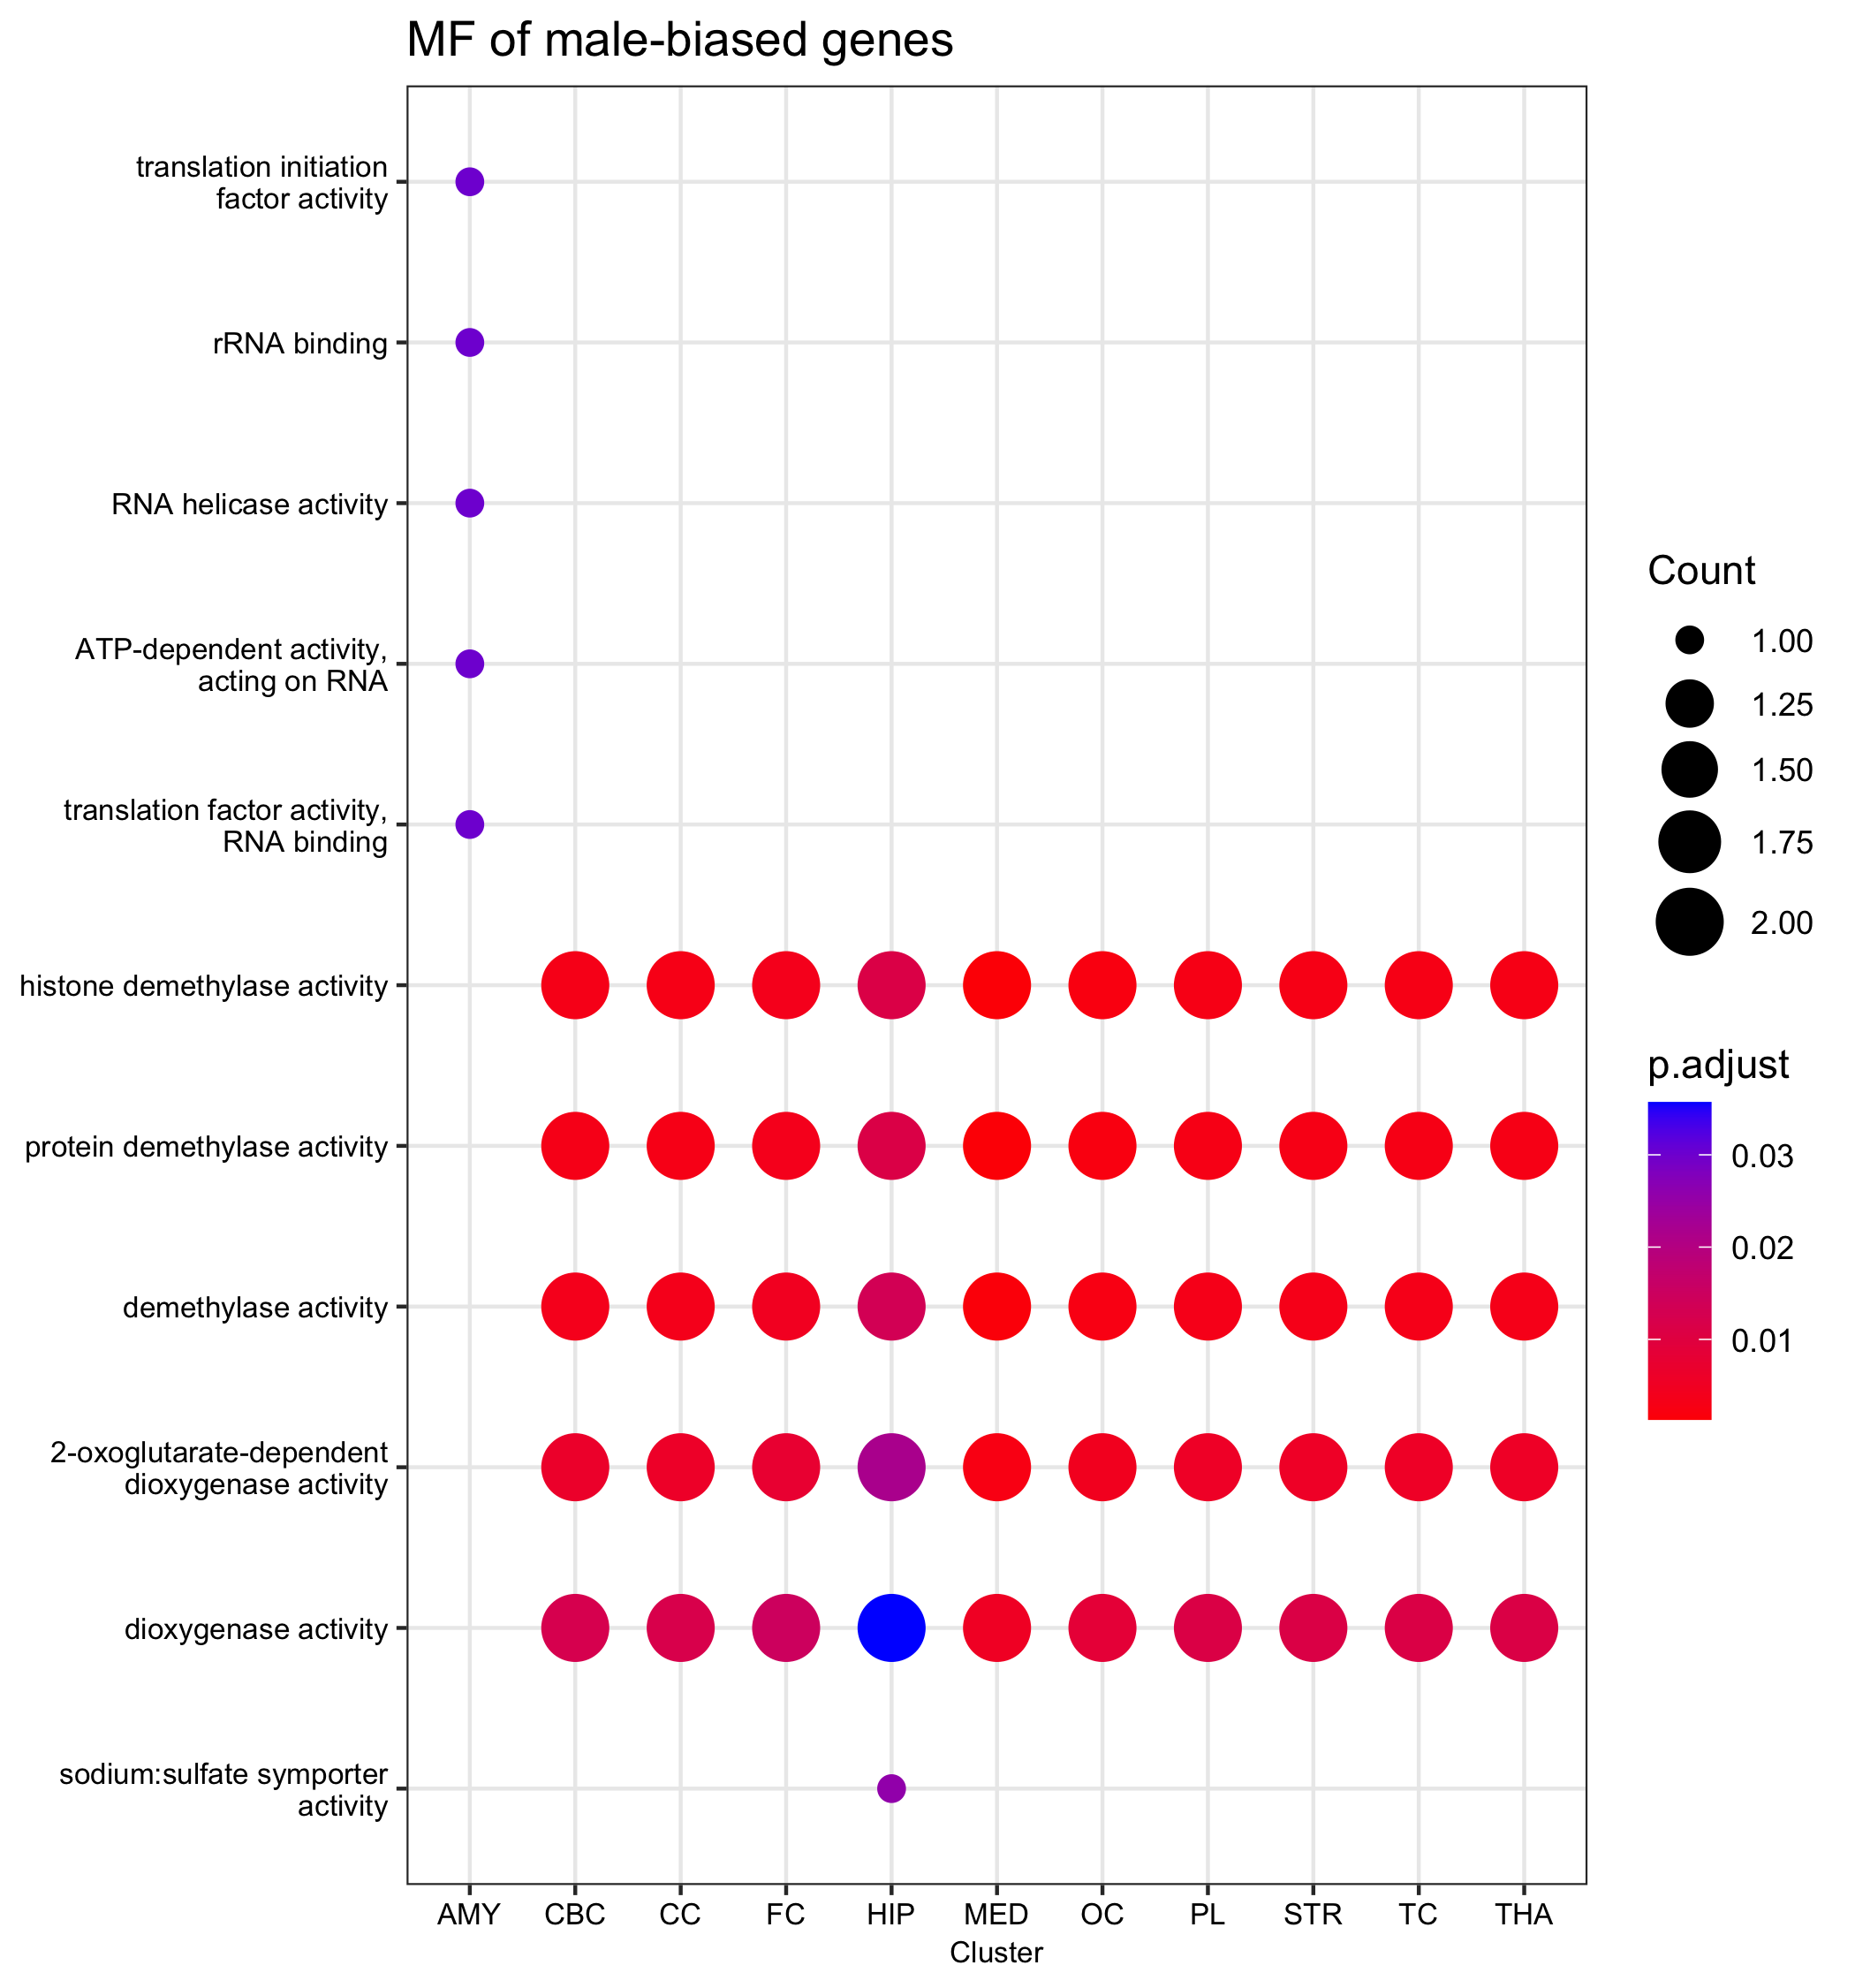 MF of male-biased genes
translation initiation
factor activity
rRNA binding
RNA helicase activity
ATP-dependent activity,
acting on RNA
translation factor activity,
RNA binding
histone demethylase activity
protein demethylase activity
demethylase activity
2-oxoglutarate-dependent
dioxygenase activity
dioxygenase activity
sodium:sulfate symporter
activity
AMY CBC CC FC HIP MED OC PL STR TC THA
Cluster
Count
1.00
1.25
1.50
1.75
2.00
p.adjust
0.03
0.02
0.01